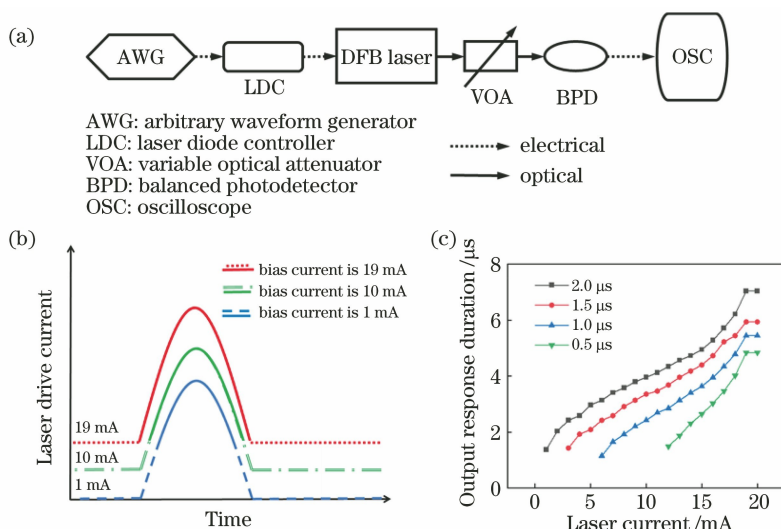 (a)
AWG
LDC
DFB laser
VOA
BPD
OSC
AWG: arbitrary waveform generator
LDC: laser diode controller
VOA: variable optical attenuator
BPD: balanced photodetector
OSC: oscilloscope
electrical
optical
(b)
Laser drive current
bias current is 19 mA
bias current is 10 mA
bias current is 1 mA
19 mA
10 mA
1 mA
Time
(c)
Output response duration /μs
8
6
4
2
0
2.0 μs
1.5 μs
1.0 μs
0.5 μs
0 5 10 15 20
Laser current /mA